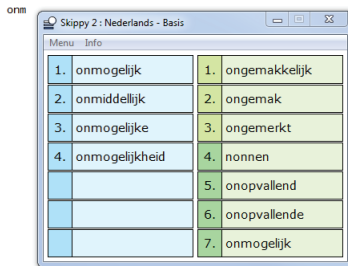 onm
Skippy 2 : Nederlands - Basis
Menu Info
1. onmogelijk
2. onmiddellijk
3. onmogelijke
4. onmogelijkheid
1. ongemakkelijk
2. ongemak
3. ongemerkt
4. nonnen
5. onopvallend
6. onopvallende
7. onmogelijk